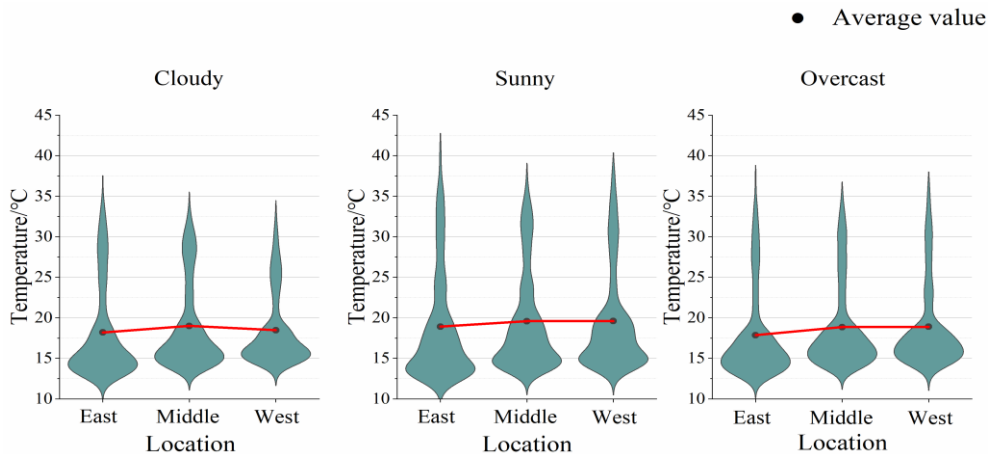 ● Average value
Cloudy
Temperature/°C
45
40
35
30
25
20
15
10
East Middle West
Location
Sunny
Temperature/°C
45
40
35
30
25
20
15
10
East Middle West
Location
Overcast
Temperature/°C
45
40
35
30
25
20
15
10
East Middle West
Location